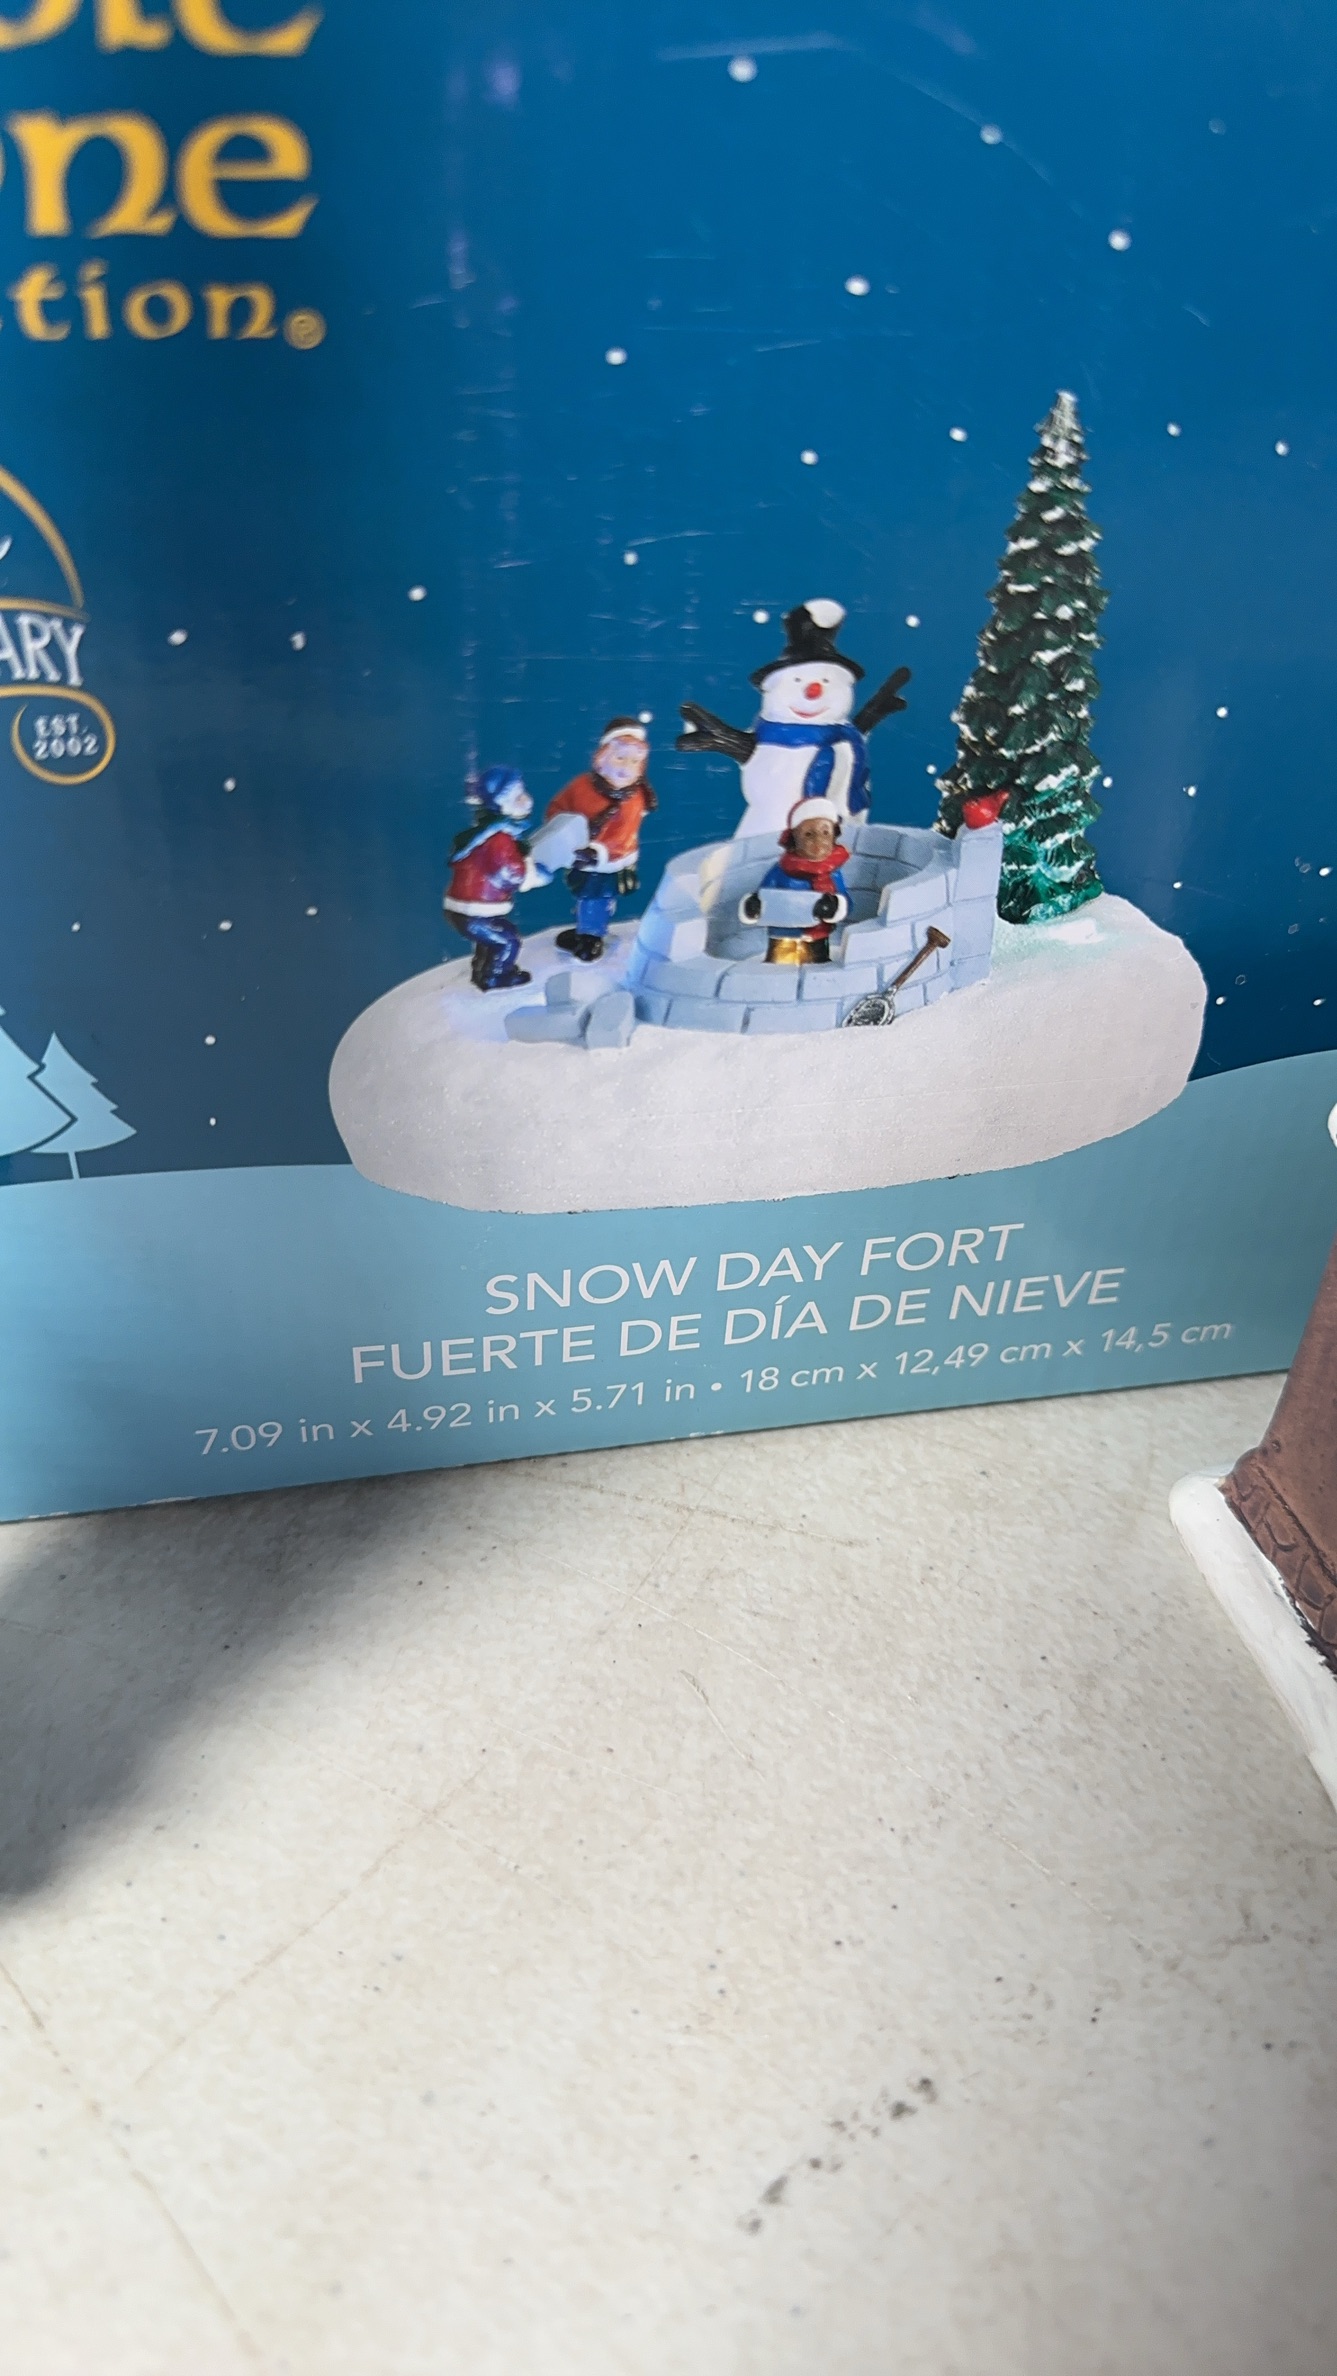 ne
tion®
ARY
EST.
2002
SNOW DAY FORT
FUERTE DE DÍA DE NIEVE
7.09 in x 4.92 in x 5.71 in • 18 cm x 12,49 cm x 14,5 cm